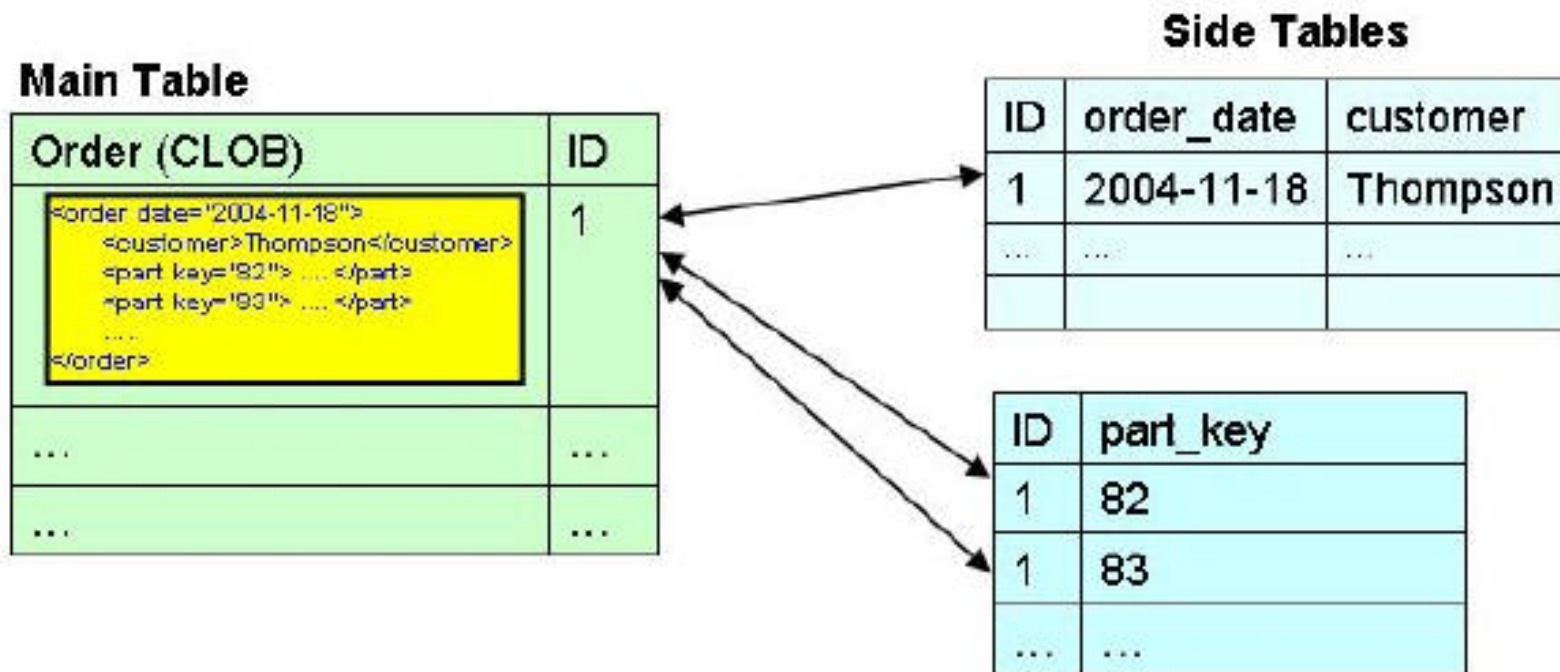 Side Tables
Main Table
Order (CLOB) ID
<order date="2004-11-18">
<customer>Thompson</customer>
<part key="82"> .... </part>
<part key="83"> .... </part>
....
</order>
1
... ...
... ...
ID order_date customer
1 2004-11-18 Thompson
... ... ...
ID part_key
1 82
1 83
... ...